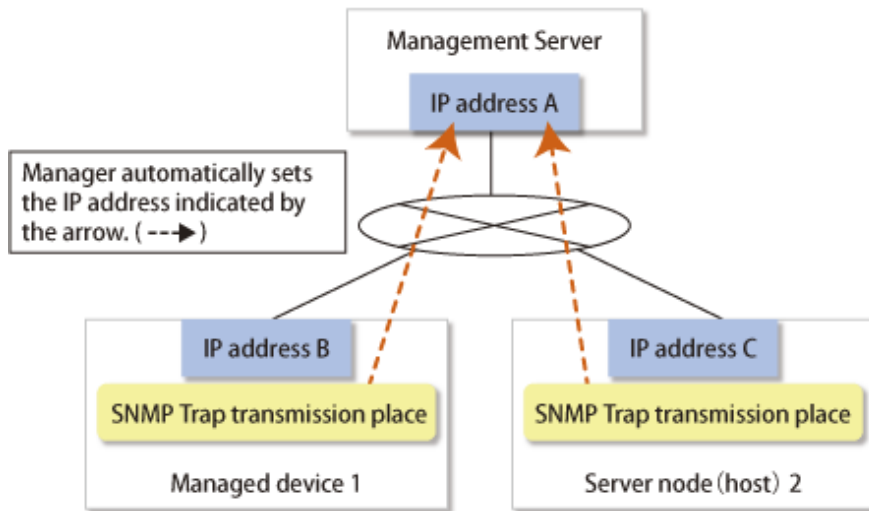 Management Server
IP address A
Manager automatically sets
the IP address indicated by
the arrow. ( )
IP address B
IP address C
SNMP Trap transmission place
SNMP Trap transmission place
Managed device 1
Server node (host) 2